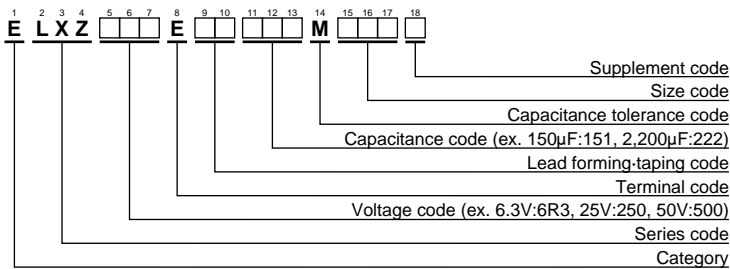 1 2 3 4 5 6 7 8 9 10 11 12 13 14 15 16 17 18
E L X Z E M
Supplement code
Size code
Capacitance tolerance code
Capacitance code (ex. 150µF:151, 2,200µF:222)
Lead forming·taping code
Terminal code
Voltage code (ex. 6.3V:6R3, 25V:250, 50V:500)
Series code
Category